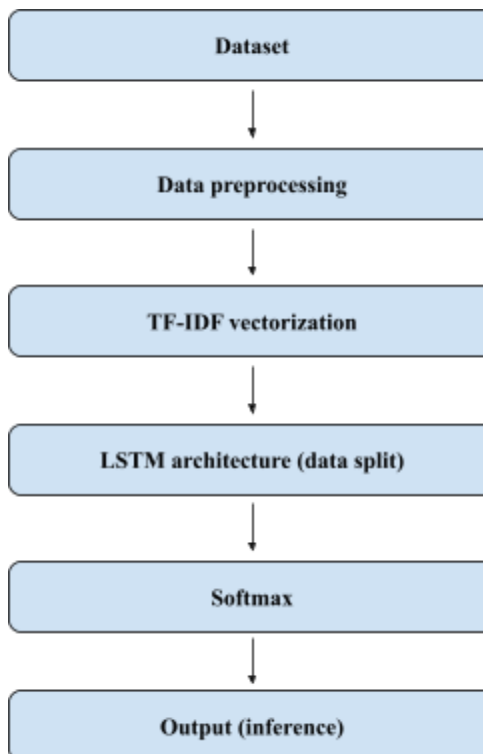 Dataset
Data preprocessing
TF-IDF vectorization
LSTM architecture (data split)
Softmax
Output (inference)